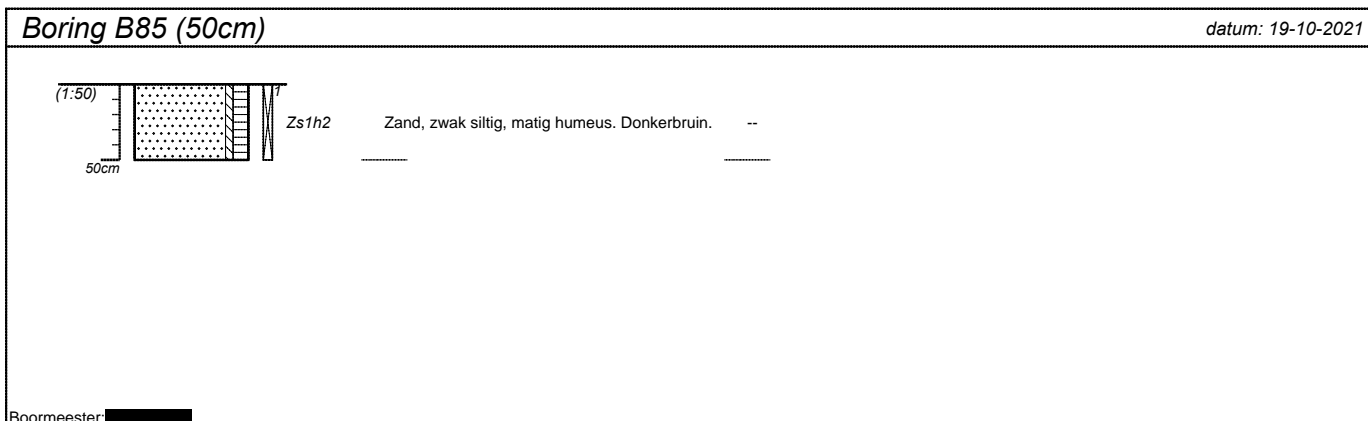 Boring B85 (50cm) datum: 19-10-2021
(1:50) 1
Zs1h2 Zand, zwak siltig, matig humeus. Donkerbruin. --
50cm
Boormeester: